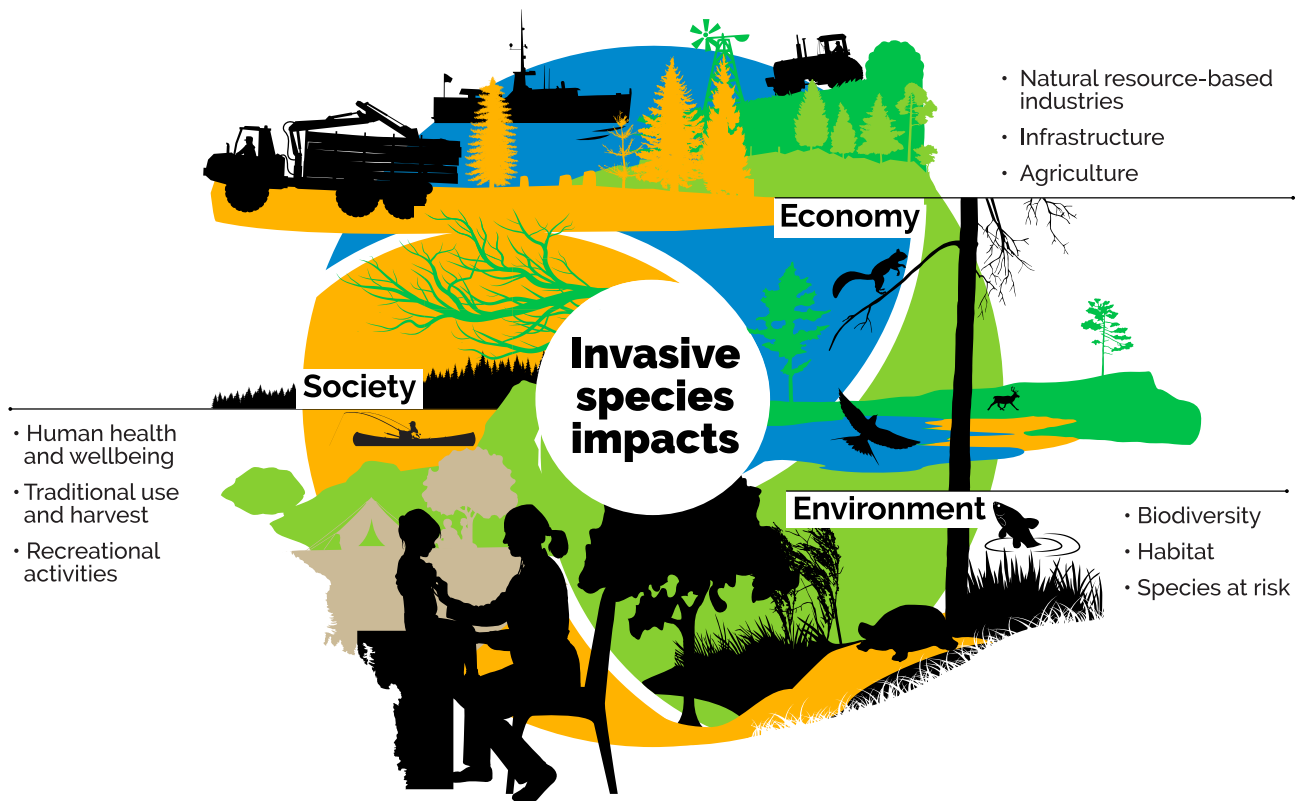 Invasive
species
impacts
Economy
• Natural resource-based
industries
• Infrastructure
• Agriculture
Society
• Human health
and wellbeing
• Traditional use
and harvest
• Recreational
activities
Environment
• Biodiversity
• Habitat
• Species at risk